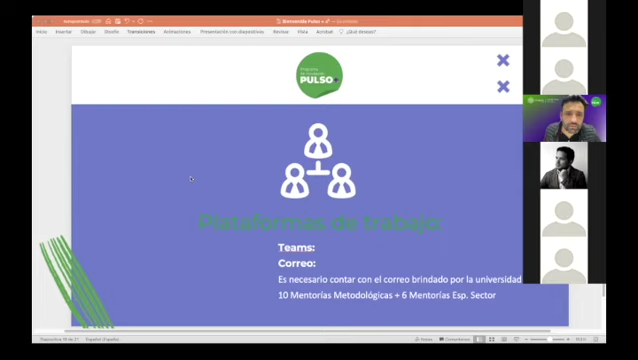 Bienvenida Pulso
Insertar Dibujar Diseño Transiciones Animaciones Presentación con diapositivas Revisar Vista Acrobat ¿Qué desea?
PULSO
Plataformas de trabajo:
Teams:
Correo:
Es necesario contar con el correo brindado por la universidad
10 Mentorías Metodológicas + 6 Mentorías Esp. Sector
Español (España)
Notas Comentarios